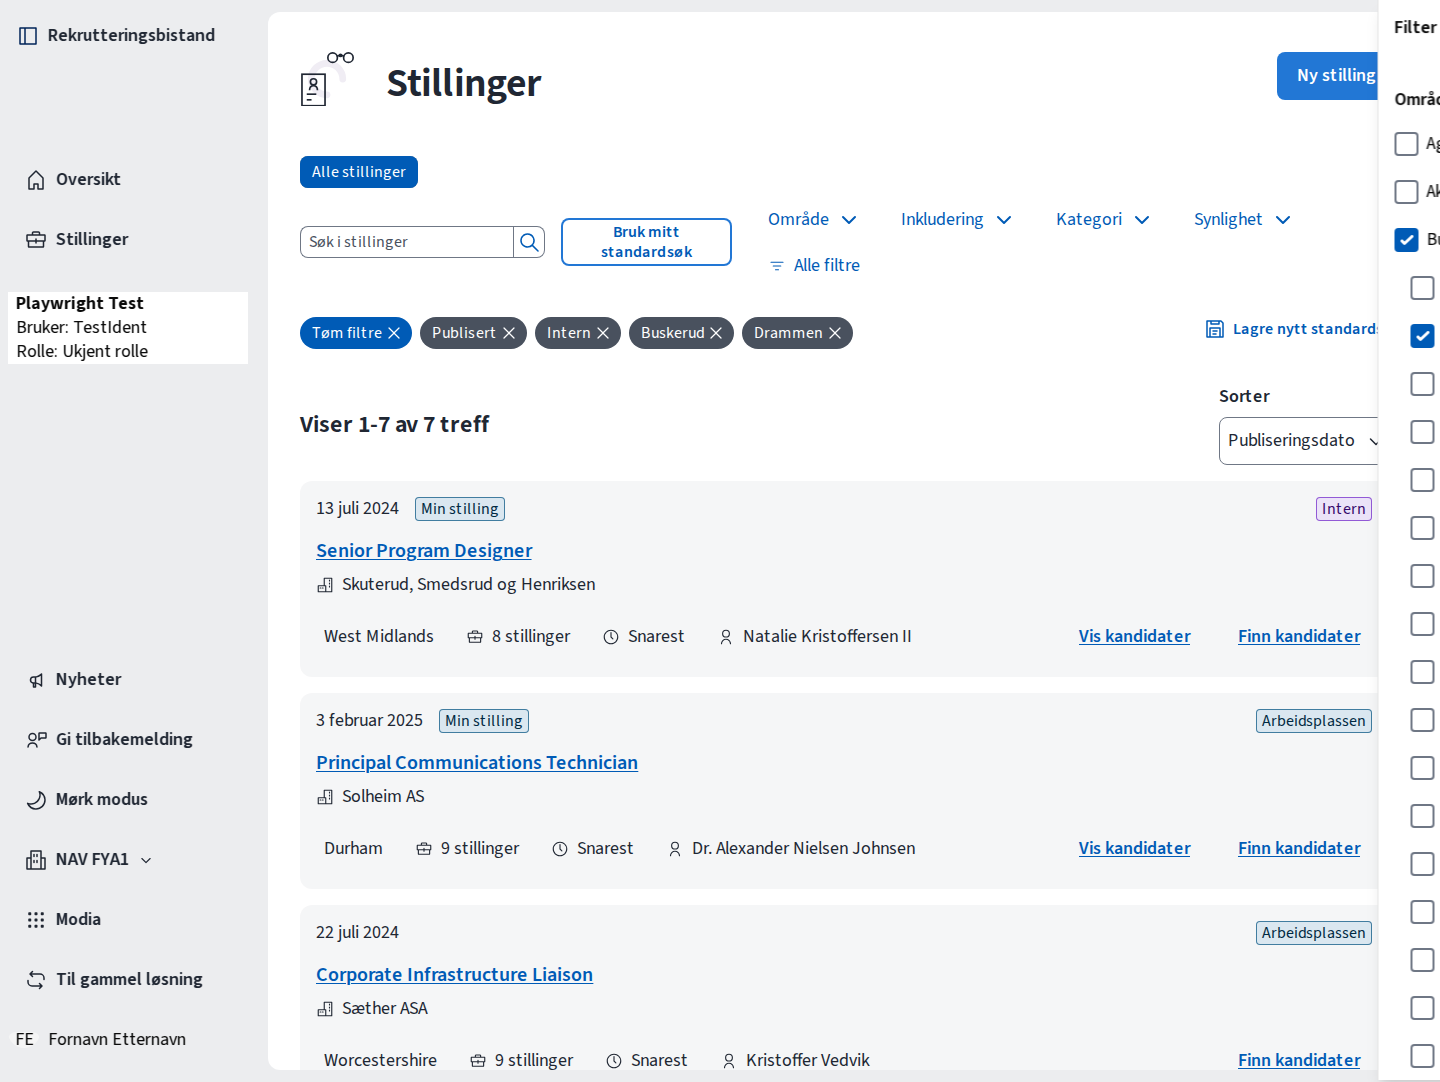 Rekrutteringsbistand
Oversikt
Stillinger
Playwright Test
Bruker: TestIdent
Rolle: Ukjent rolle
Nyheter
Gi tilbakemelding
Mørk modus
NAV FYA1
Modia
Til gammel løsning
FE Fornavn Etternavn
Stillinger
Ny stilling
Alle stillinger
Søk i stillinger
Bruk mitt
standardsøk
Område
Inkludering
Kategori
Synlighet
Alle filtre
Tøm filtre
Publisert
Intern
Buskerud
Drammen
Lagre nytt
Viser 1-7 av 7 treff
Sorter
Publiseringsdato
13 juli 2024
Min stilling
Intern
Senior Program Designer
Skuterud, Smedsrud og Henriksen
West Midlands
8 stillinger
Snarest
Natalie Kristoffersen II
Vis kandidater
Finn kandidater
3 februar 2025
Min stilling
Arbeidsplassen
Principal Communications Technician
Solheim AS
Durham
9 stillinger
Snarest
Dr. Alexander Nielsen Johnsen
Vis kandidater
Finn kandidater
22 juli 2024
Arbeidsplassen
Corporate Infrastructure Liaison
Sæther ASA
Worcestershire
9 stillinger
Snarest
Kristoffer Vedvik
Finn kandidater
Filter